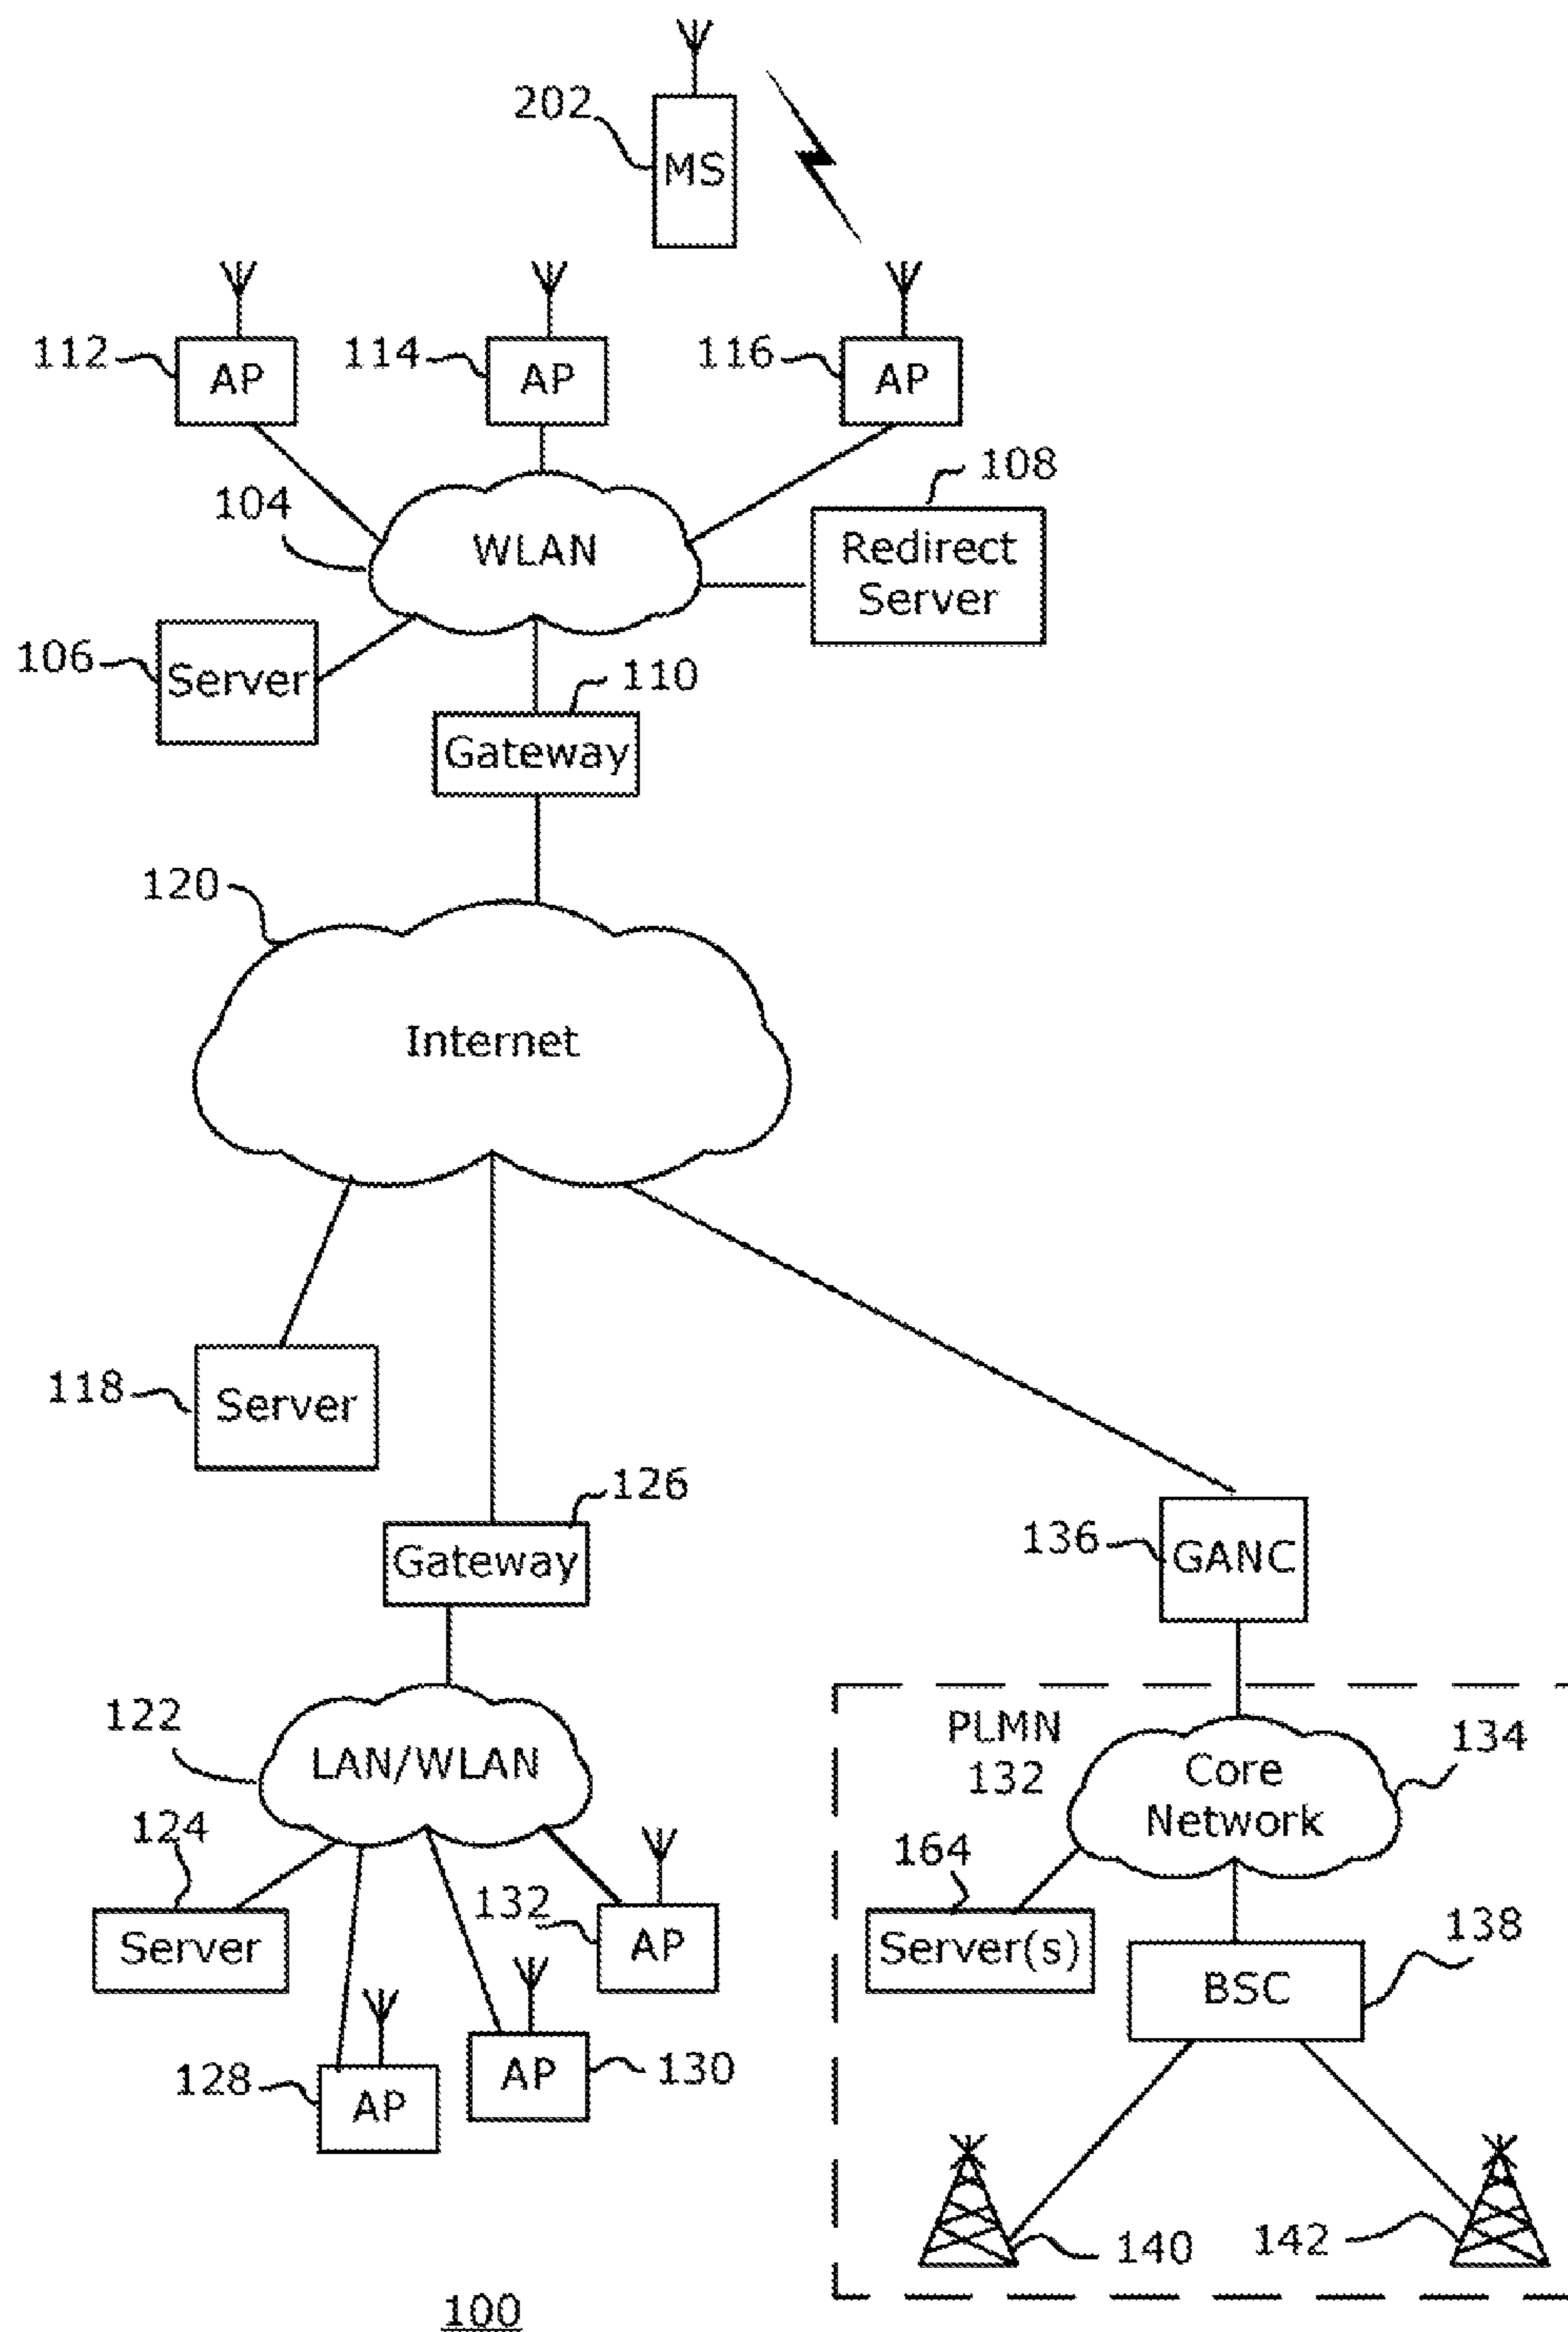 202
MS
112
AP
114
AP
116
AP
104
WLAN
108
Redirect
Server
106
Server
110
Gateway
120
Internet
118
Server
126
Gateway
136
GANC
122
LAN/WLAN
PLMN
132
Core
Network
134
124
Server
132
AP
164
Server(s)
138
BSC
128
AP
AP
130
140
142
100